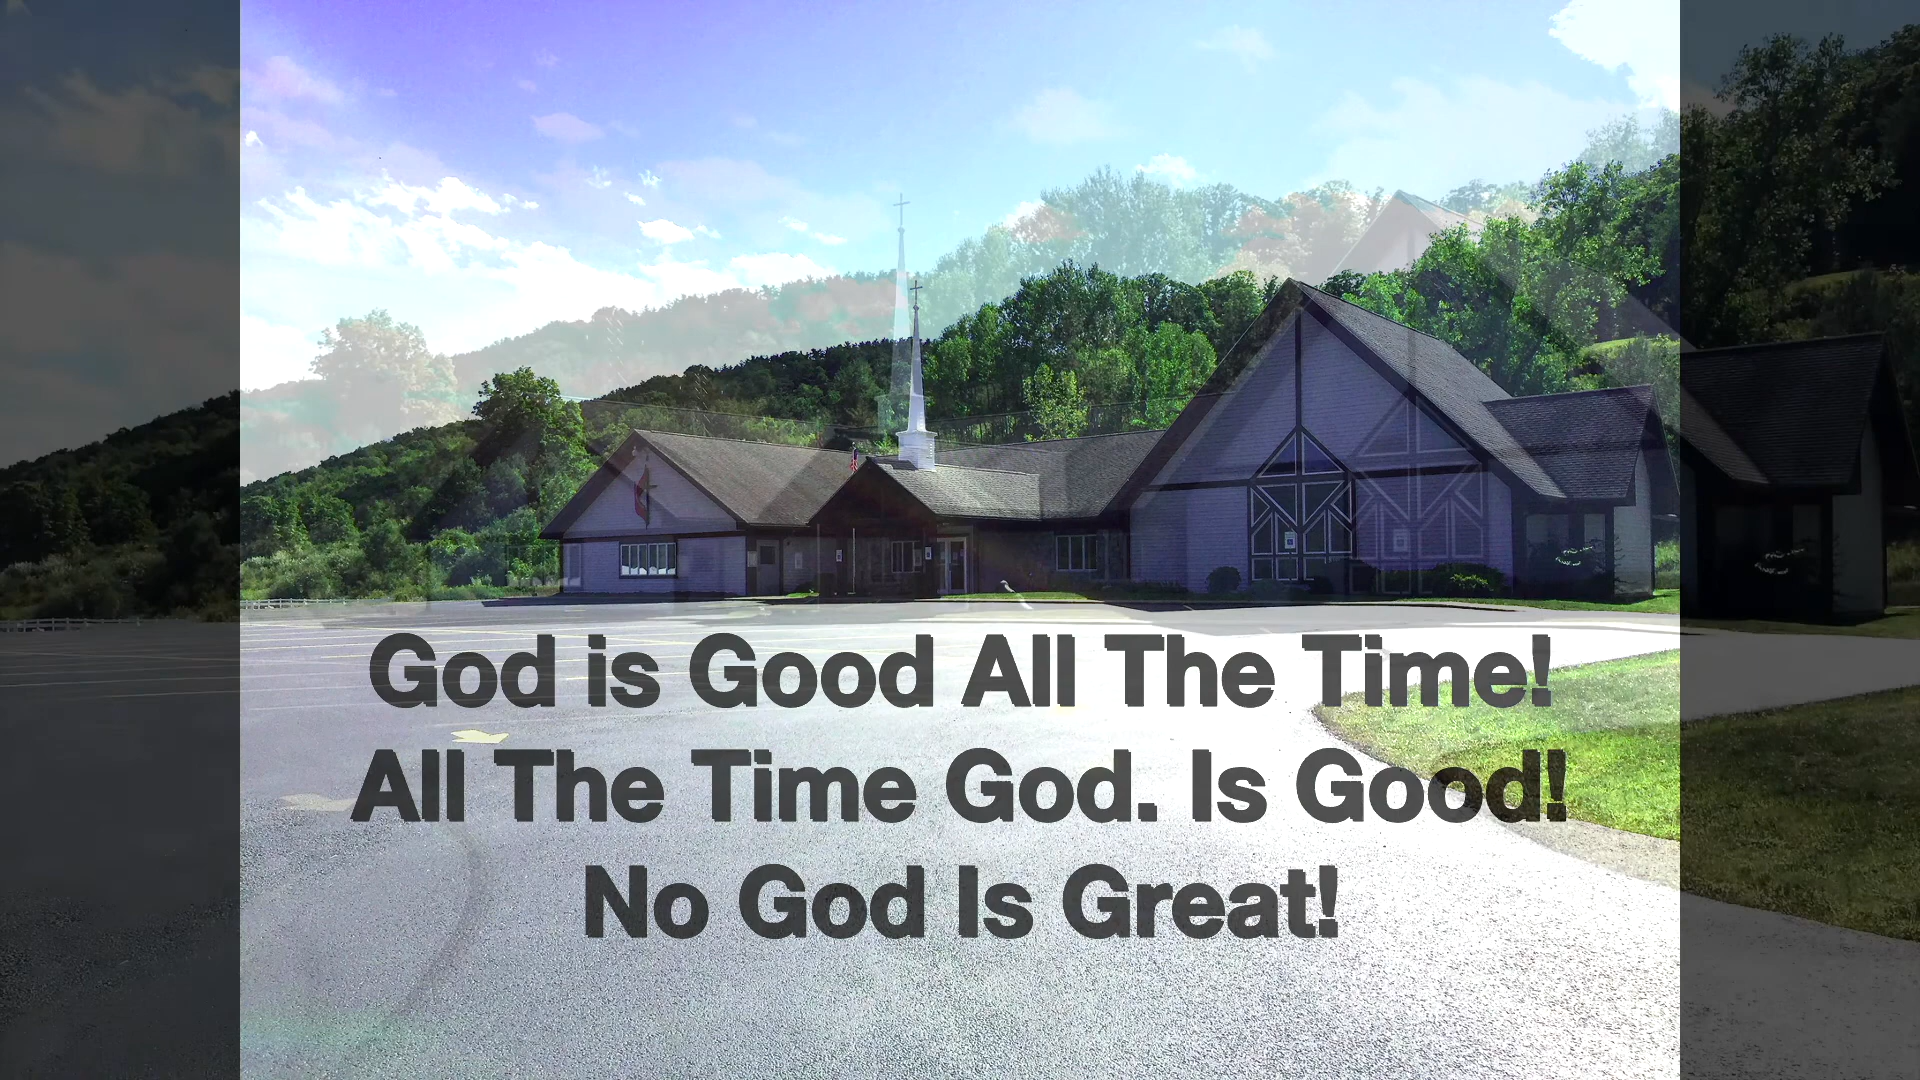 God is Good All The Time!
All The Time God. Is Good!
No God Is Great!